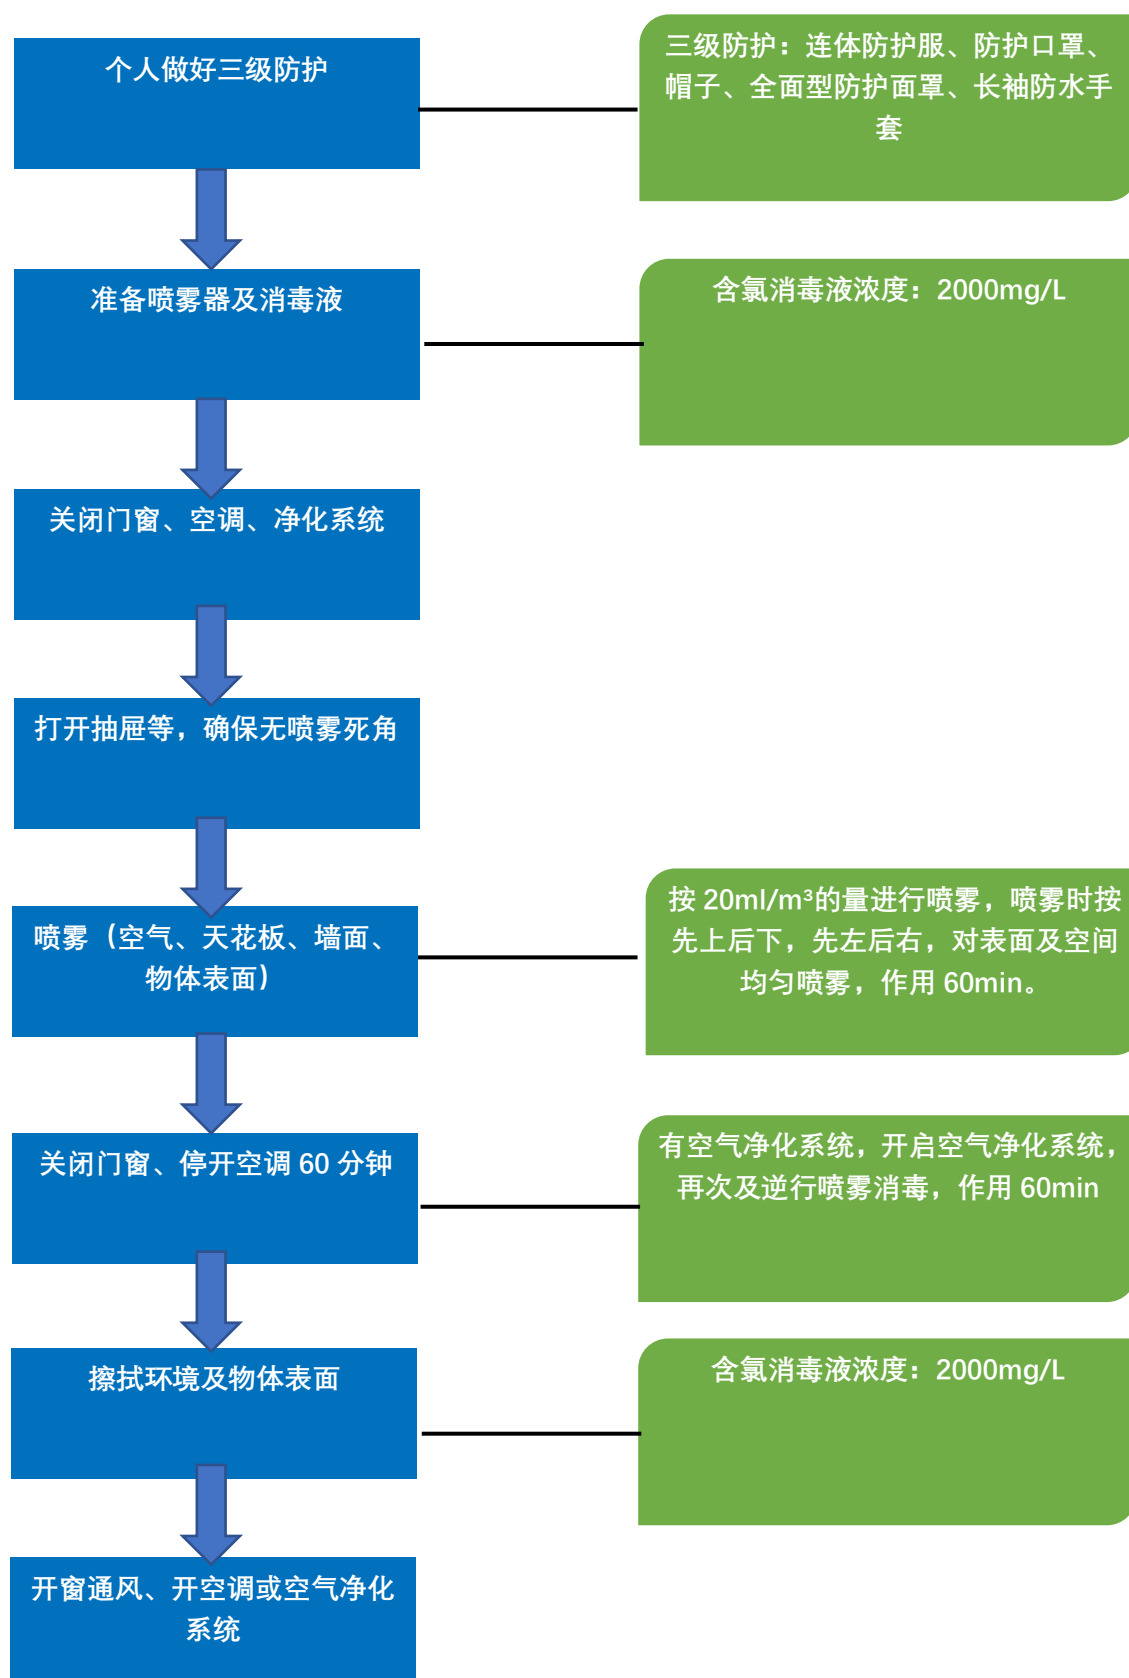 个人做好三级防护
三级防护：连体防护服、防护口罩、
帽子、全面型防护面罩、长袖防水手
套
准备喷雾器及消毒液
含氯消毒液浓度：2000mg/L
关闭门窗、空调、净化系统
打开抽屉等，确保无喷雾死角
喷雾（空气、天花板、墙面、
物体表面）
按 20ml/m³的量进行喷雾，喷雾时按
先上后下，先左后右，对表面及空间
均匀喷雾，作用 60min。
关闭门窗、停开空调 60 分钟
有空气净化系统，开启空气净化系统，
再次及逆行喷雾消毒，作用 60min
擦拭环境及物体表面
含氯消毒液浓度：2000mg/L
开窗通风、开空调或空气净化
系统